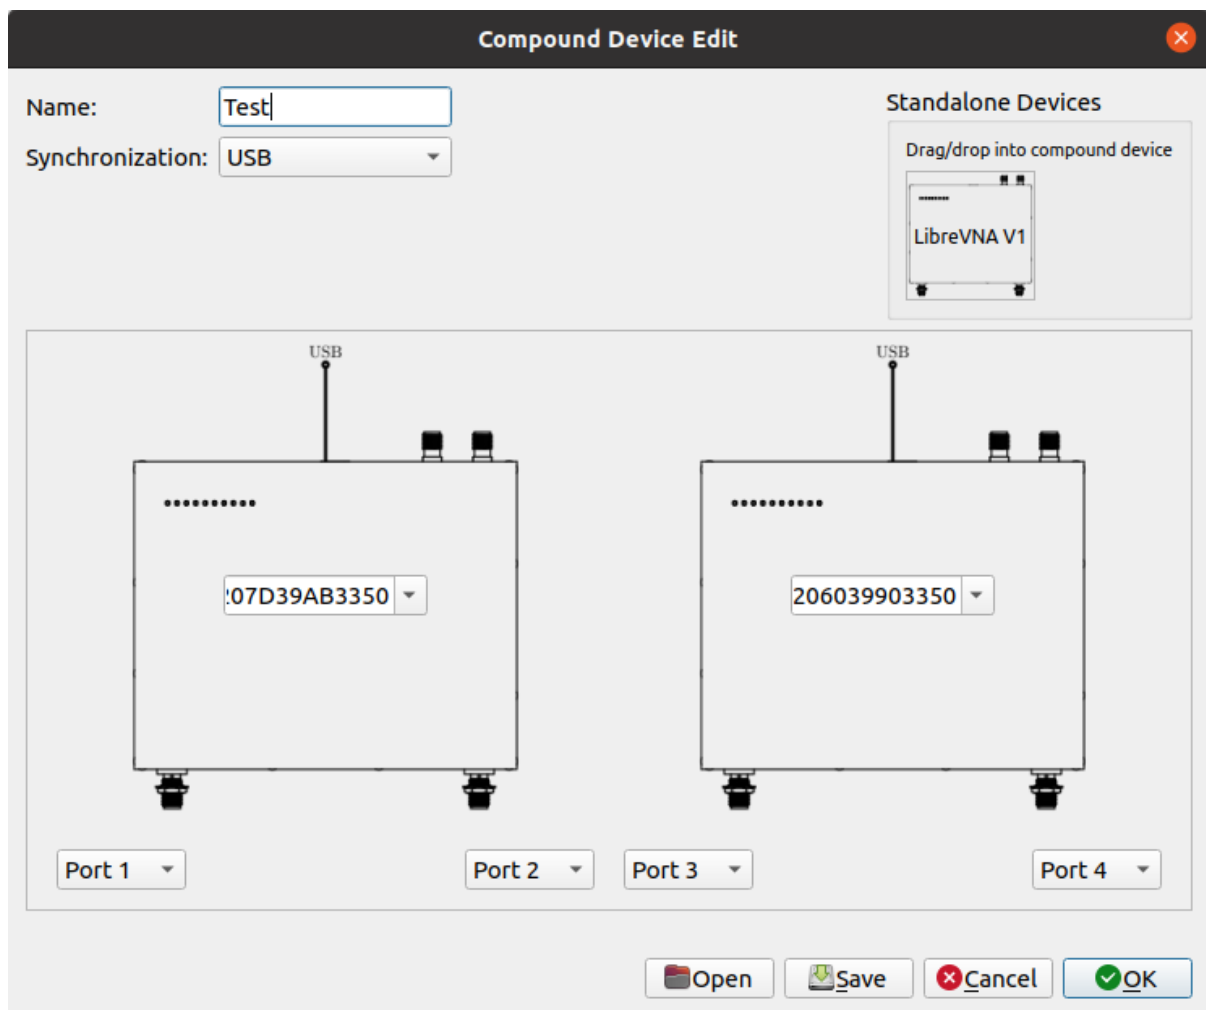 Compound Device Edit
Name:
Test
Standalone Devices
Synchronization:
USB
Drag/drop into compound device
LibreVNA V1
USB
USB
207D39AB3350
206039903350
Port 1
Port 2
Port 3
Port 4
Open
Save
Cancel
OK